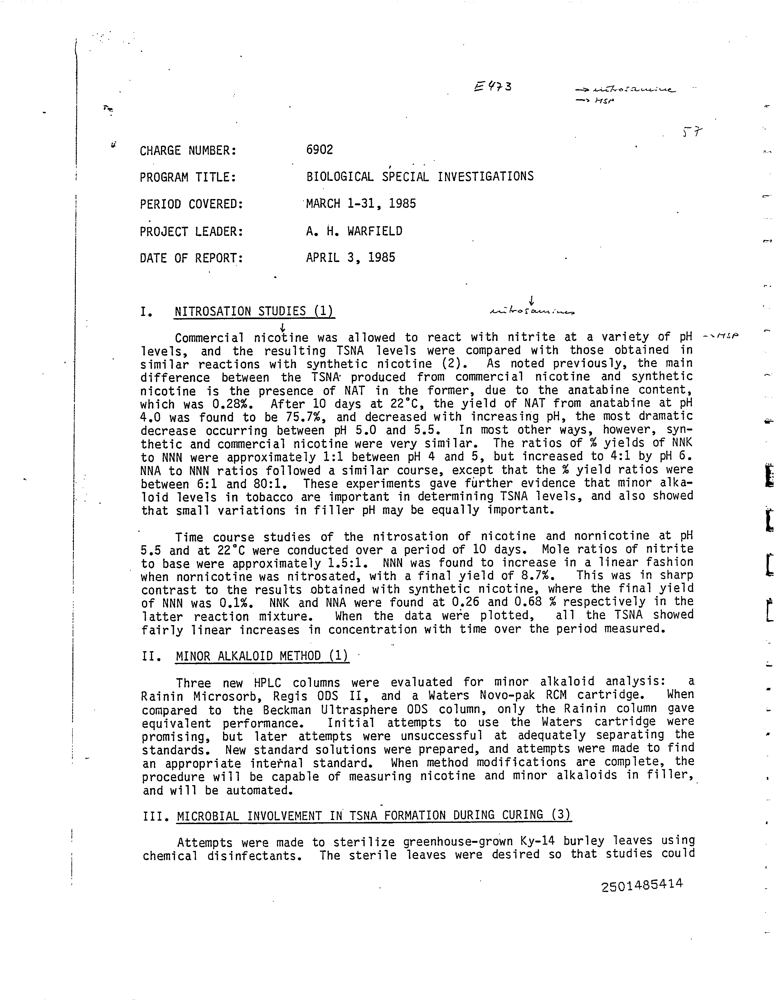 E473
→ nitrosamine
→ MSP
57
CHARGE NUMBER: 6902
PROGRAM TITLE: BIOLOGICAL SPECIAL INVESTIGATIONS
PERIOD COVERED: MARCH 1-31, 1985
PROJECT LEADER: A. H. WARFIELD
DATE OF REPORT: APRIL 3, 1985
I. NITROSATION STUDIES (1)
nitrosamines
Commercial nicotine was allowed to react with nitrite at a variety of pH → MSP
levels, and the resulting TSNA levels were compared with those obtained in
similar reactions with synthetic nicotine (2). As noted previously, the main
difference between the TSNA produced from commercial nicotine and synthetic
nicotine is the presence of NAT in the former, due to the anatabine content,
which was 0.28%. After 10 days at 22°C, the yield of NAT from anatabine at pH
4.0 was found to be 75.7%, and decreased with increasing pH, the most dramatic
decrease occurring between pH 5.0 and 5.5. In most other ways, however, syn-
thetic and commercial nicotine were very similar. The ratios of % yields of NNK
to NNN were approximately 1:1 between pH 4 and 5, but increased to 4:1 by pH 6.
NNA to NNN ratios followed a similar course, except that the % yield ratios were
between 6:1 and 80:1. These experiments gave further evidence that minor alka-
loid levels in tobacco are important in determining TSNA levels, and also showed
that small variations in filler pH may be equally important.
Time course studies of the nitrosation of nicotine and nornicotine at pH
5.5 and at 22°C were conducted over a period of 10 days. Mole ratios of nitrite
to base were approximately 1.5:1. NNN was found to increase in a linear fashion
when nornicotine was nitrosated, with a final yield of 8.7%. This was in sharp
contrast to the results obtained with synthetic nicotine, where the final yield
of NNN was 0.1%. NNK and NNA were found at 0.26 and 0.68 % respectively in the
latter reaction mixture. When the data were plotted, all the TSNA showed
fairly linear increases in concentration with time over the period measured.
II. MINOR ALKALOID METHOD (1)
Three new HPLC columns were evaluated for minor alkaloid analysis: a
Rainin Microsorb, Regis ODS II, and a Waters Novo-pak RCM cartridge. When
compared to the Beckman Ultrasphere ODS column, only the Rainin column gave
equivalent performance. Initial attempts to use the Waters cartridge were
promising, but later attempts were unsuccessful at adequately separating the
standards. New standard solutions were prepared, and attempts were made to find
an appropriate internal standard. When method modifications are complete, the
procedure will be capable of measuring nicotine and minor alkaloids in filler,
and will be automated.
III. MICROBIAL INVOLVEMENT IN TSNA FORMATION DURING CURING (3)
Attempts were made to sterilize greenhouse-grown Ky-14 burley leaves using
chemical disinfectants. The sterile leaves were desired so that studies could
2501485414